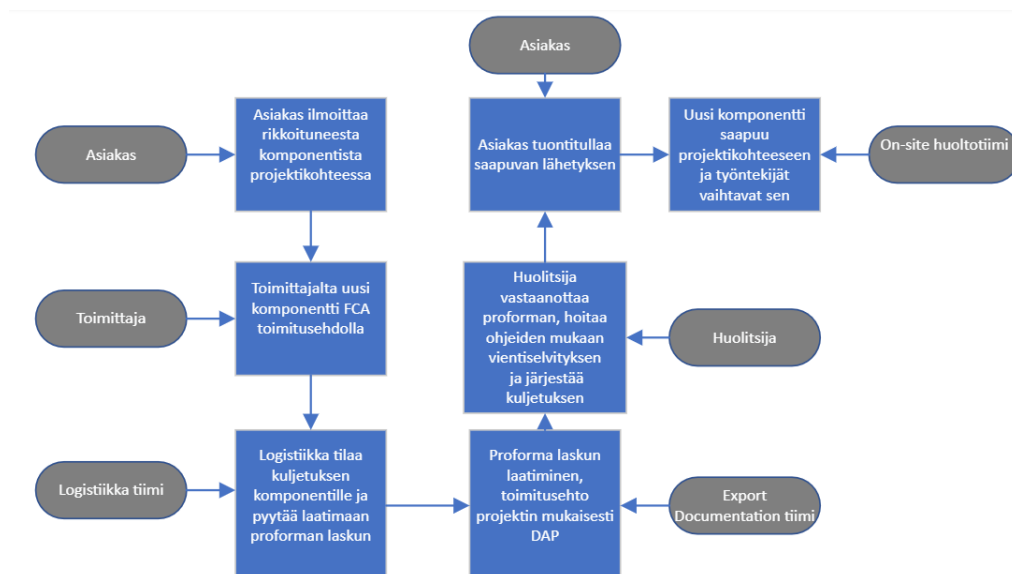 Asiakas
Asiakas ilmoittaa
rikkoituneesta
komponentista
projektikohteessa
Toimittaja
Toimittajalta uusi
komponentti FCA
toimitusehdolla
Logistiikka tiimi
Logistiikka tilaa
kuljetuksen
komponentille ja
pyytää laatimaan
proforman laskun
Proforma laskun
laatiminen,
toimitusehto
projektin mukaisesti
DAP
Export
Documentation tiimi
Huolitsija
vastaanottaa
proforman, hoitaa
ohjeiden mukaan
vientiselvityksen
ja järjestää
kuljetuksen
Huolitsija
Asiakas
Asiakas tuontitullaa
saapuvan lähetyksen
Uusi komponentti
saapuu
projektikohteeseen
ja työntekijät
vaihtavat sen
On-site huoltotiimi